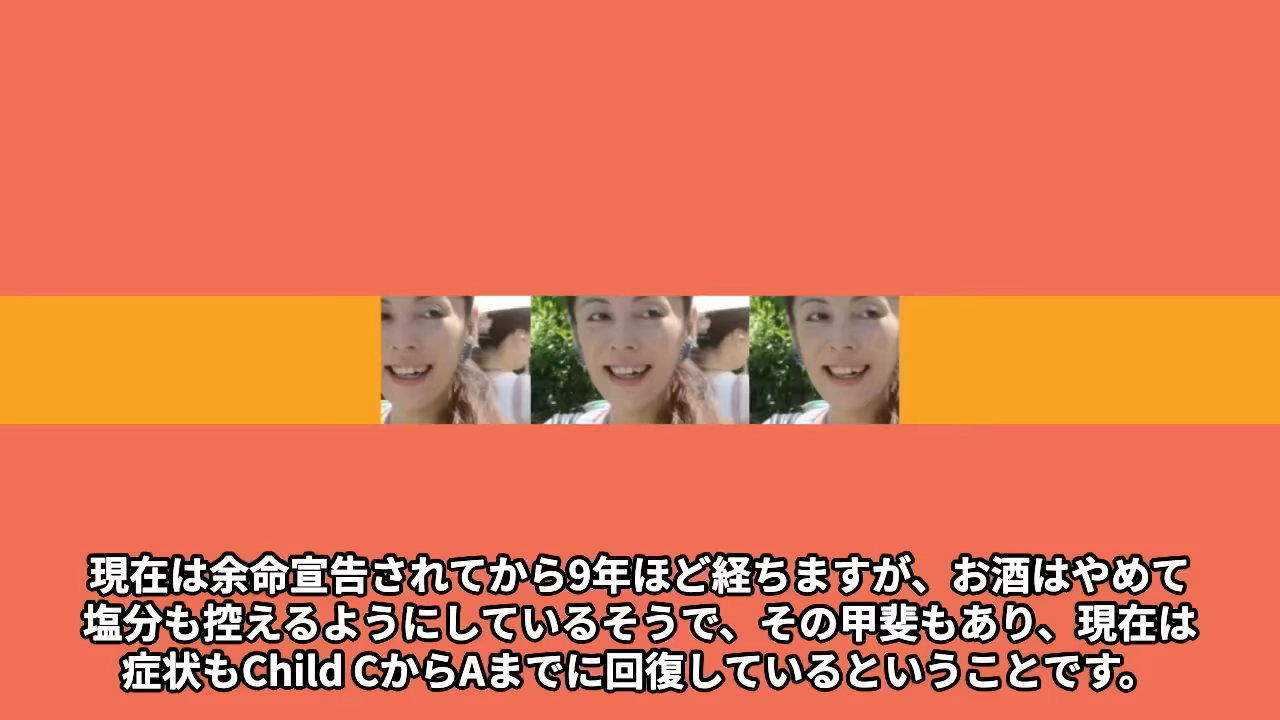 現在は余命宣告されてから9年ほど経ちますが、お酒はやめて
塩分も控えるようにしているそうで、その甲斐もあり、現在は
症状もChild CからAまでに回復しているということです。